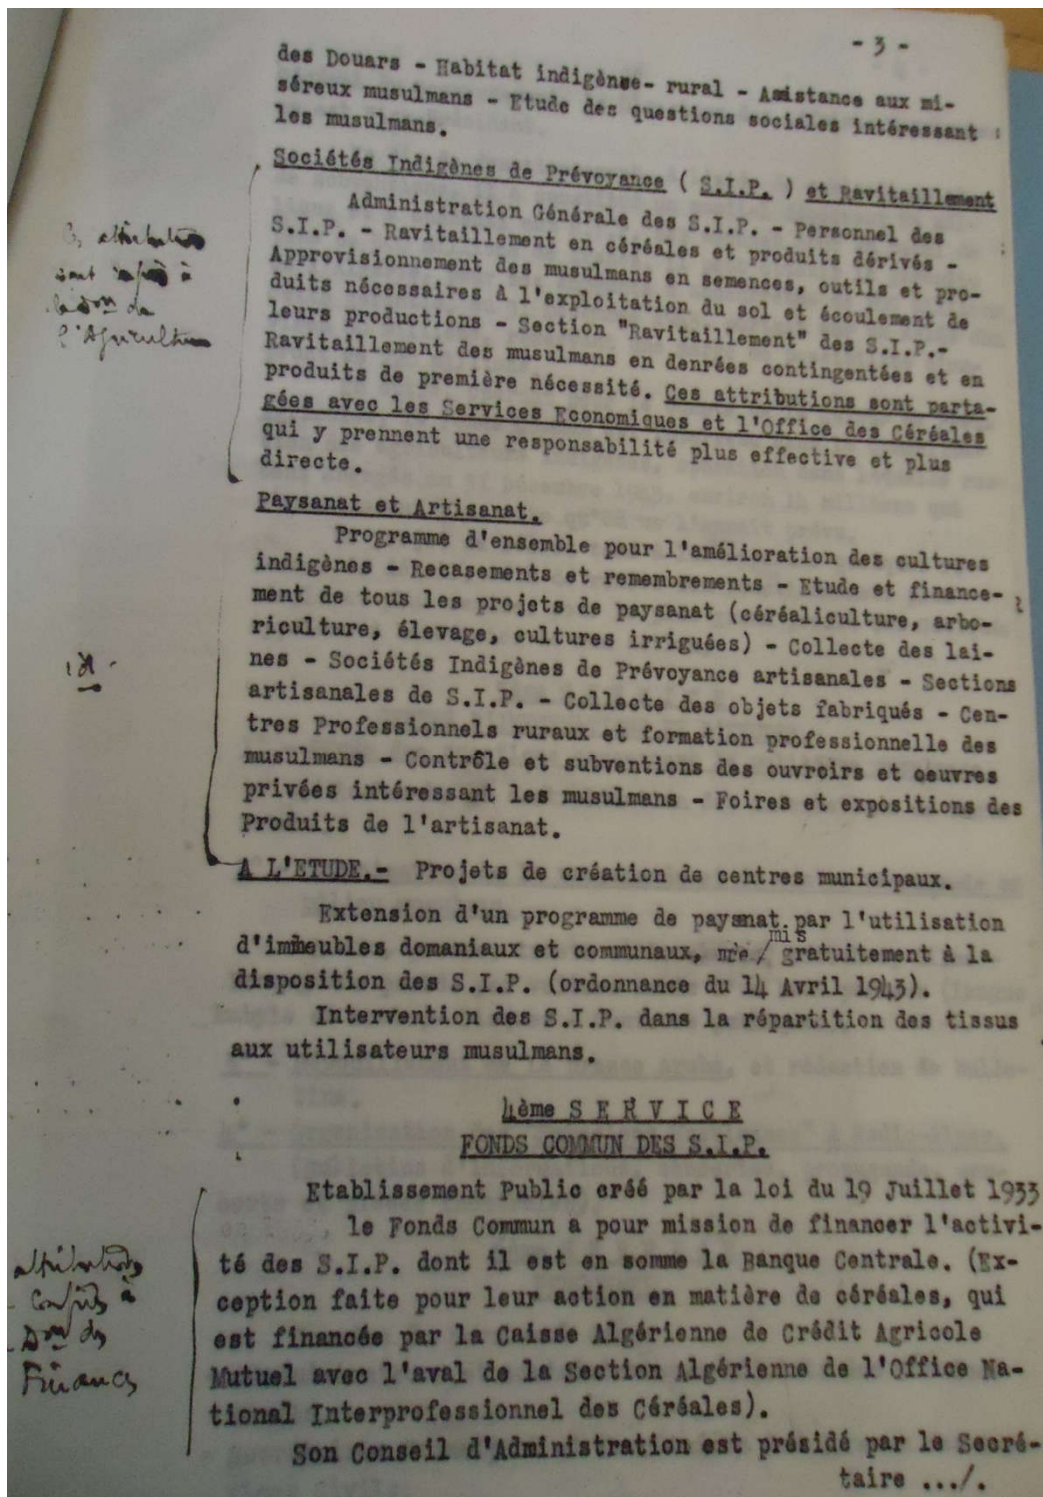 - 3 -
des Douars - Habitat indigène- rural - Assistance aux mi-
séreux musulmans - Etude des questions sociales intéressant
les musulmans.
Sociétés Indigènes de Prévoyance ( S.I.P. ) et Ravitaillement
Administration Générale des S.I.P. - Personnel des
S.I.P. - Ravitaillement en céréales et produits dérivés -
Approvisionnement des musulmans en semences, outils et pro-
duits nécessaires à l'exploitation du sol et écoulement de
leurs productions - Section "Ravitaillement" des S.I.P.-
Ravitaillement des musulmans en denrées contingentées et en
produits de première nécessité. Ces attributions sont parta-
gées avec les Services Economiques et l'Office des Céréales
qui y prennent une responsabilité plus effective et plus
directe.
attributions
sont à
la don de
l'Agriculture
Paysanat et Artisanat.
Programme d'ensemble pour l'amélioration des cultures
indigènes - Recasements et remembrements - Etude et finance-
ment de tous les projets de paysanat (céréaliculture, arbo-
riculture, élevage, cultures irriguées) - Collecte des lai-
nes - Sociétés Indigènes de Prévoyance artisanales - Sections
artisanales de S.I.P. - Collecte des objets fabriqués - Cen-
tres Professionnels ruraux et formation professionnelle des
musulmans - Contrôle et subventions des ouvroirs et oeuvres
privées intéressant les musulmans - Foires et expositions des
Produits de l'artisanat.
id -
A L'ETUDE.- Projets de création de centres municipaux.
Extension d'un programme de paysanat par l'utilisation
d'immeubles domaniaux et communaux, mis gratuitement à la
disposition des S.I.P. (ordonnance du 14 Avril 1943).
Intervention des S.I.P. dans la répartition des tissus
aux utilisateurs musulmans.
4ème S E R V I C E
FONDS COMMUN DES S.I.P.
Etablissement Public créé par la loi du 19 Juillet 1933
le Fonds Commun a pour mission de financer l'activi-
té des S.I.P. dont il est en somme la Banque Centrale. (Ex-
ception faite pour leur action en matière de céréales, qui
est financée par la Caisse Algérienne de Crédit Agricole
Mutuel avec l'aval de la Section Algérienne de l'Office Na-
tional Interprofessionnel des Céréales).
attributions
Confiés à
Don des
Finances
Son Conseil d'Administration est présidé par le Secré-
taire .../.